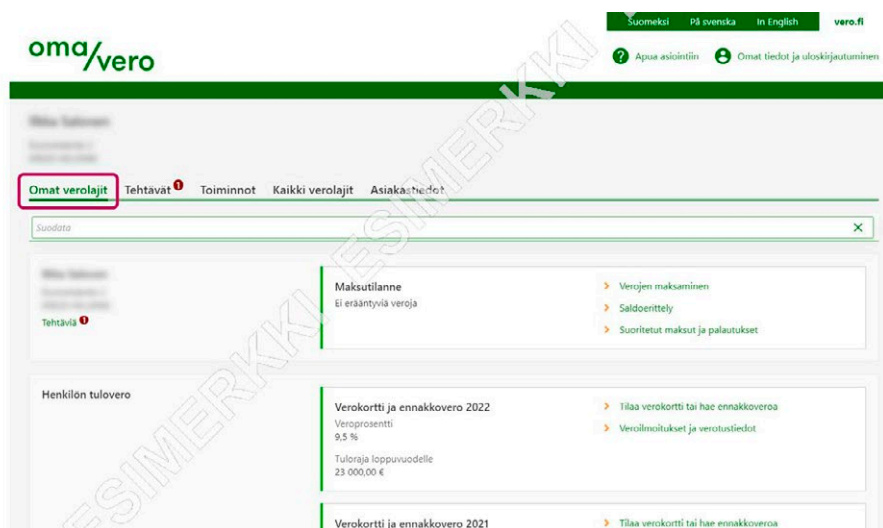 Suomeksi På svenska In English vero.fi
oma/vero
? Apua asiointiin Omat tiedot ja uloskirjautuminen
Omat verolajit Tehtävät 1 Toiminnot Kaikki verolajit Asiakastiedot
Suodata
Tehtäviä 1
Maksutilanne
Ei erääntyviä veroja
Verojen maksaminen
Saldoerittely
Suoritetut maksut ja palautukset
Henkilön tulovero
Verokortti ja ennakkovero 2022
Veroprosentti
9,5 %
Tuloraja loppuvuodelle
23 000,00 €
Tilaa verokortti tai hae ennakkoveroa
Veroilmoitukset ja verotustiedot
Verokortti ja ennakkovero 2021
Tilaa verokortti tai hae ennakkoveroa
ESIMERKKI ESIMERKKI